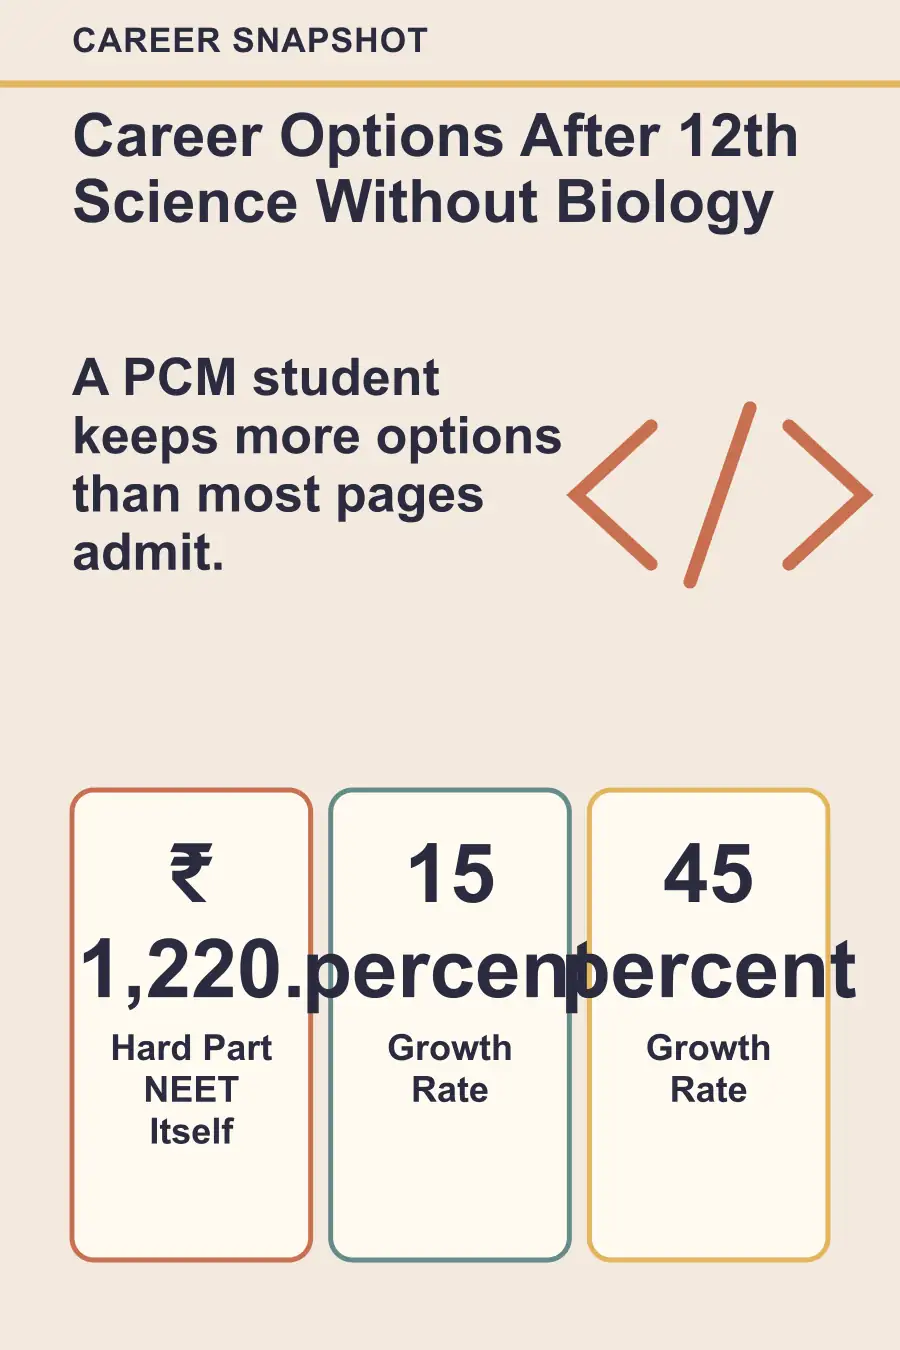 CAREER SNAPSHOT
Career Options After 12th
Science Without Biology
A PCM student
keeps more options
than most pages
admit.
₹
1,220.
Hard Part
NEET
Itself
15
percent
Growth
Rate
45
percent
Growth
Rate